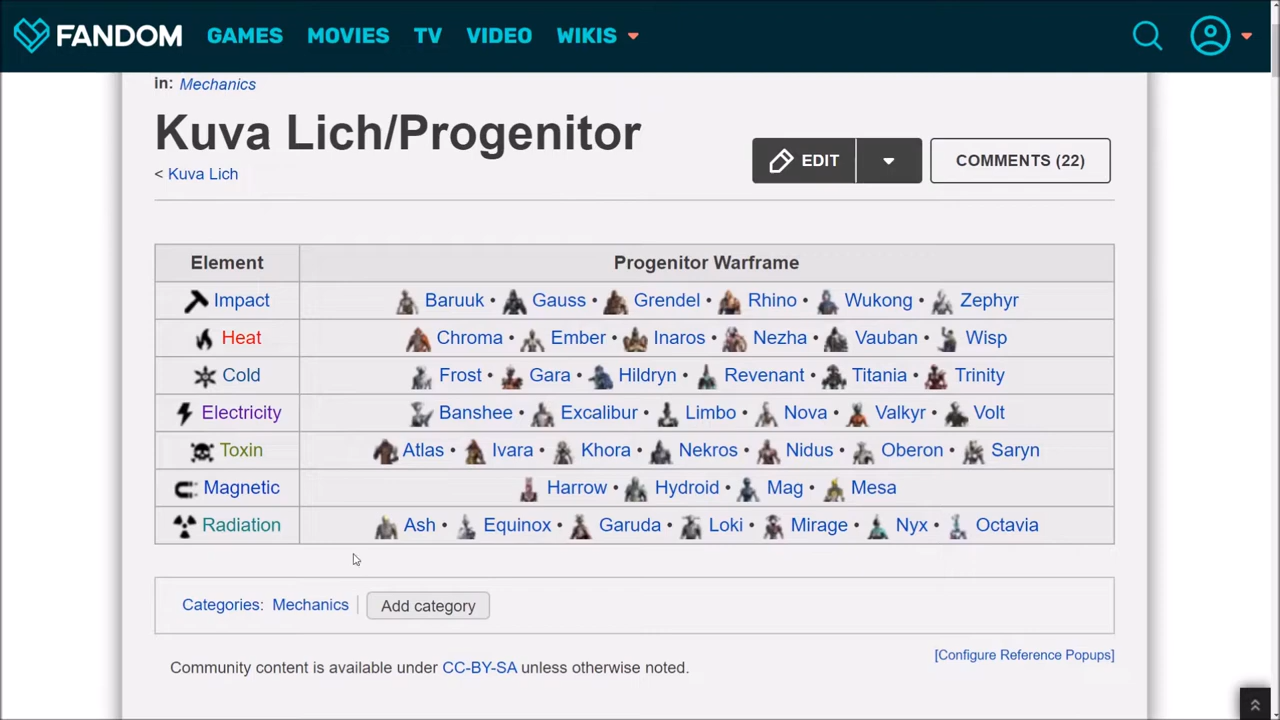 FANDOM GAMES MOVIES TV VIDEO WIKIS
in: Mechanics
Kuva Lich/Progenitor
EDIT
COMMENTS (22)
< Kuva Lich
Element Progenitor Warframe
Impact Baruuk • Gauss • Grendel • Rhino • Wukong • Zephyr
Heat Chroma • Ember • Inaros • Nezha • Vauban • Wisp
Cold Frost • Gara • Hildryn • Revenant • Titania • Trinity
Electricity Banshee • Excalibur • Limbo • Nova • Valkyr • Volt
Toxin Atlas • Ivara • Khora • Nekros • Nidus • Oberon • Saryn
Magnetic Harrow • Hydroid • Mag • Mesa
Radiation Ash • Equinox • Garuda • Loki • Mirage • Nyx • Octavia
Categories: Mechanics Add category
[Configure Reference Popups]
Community content is available under CC-BY-SA unless otherwise noted.